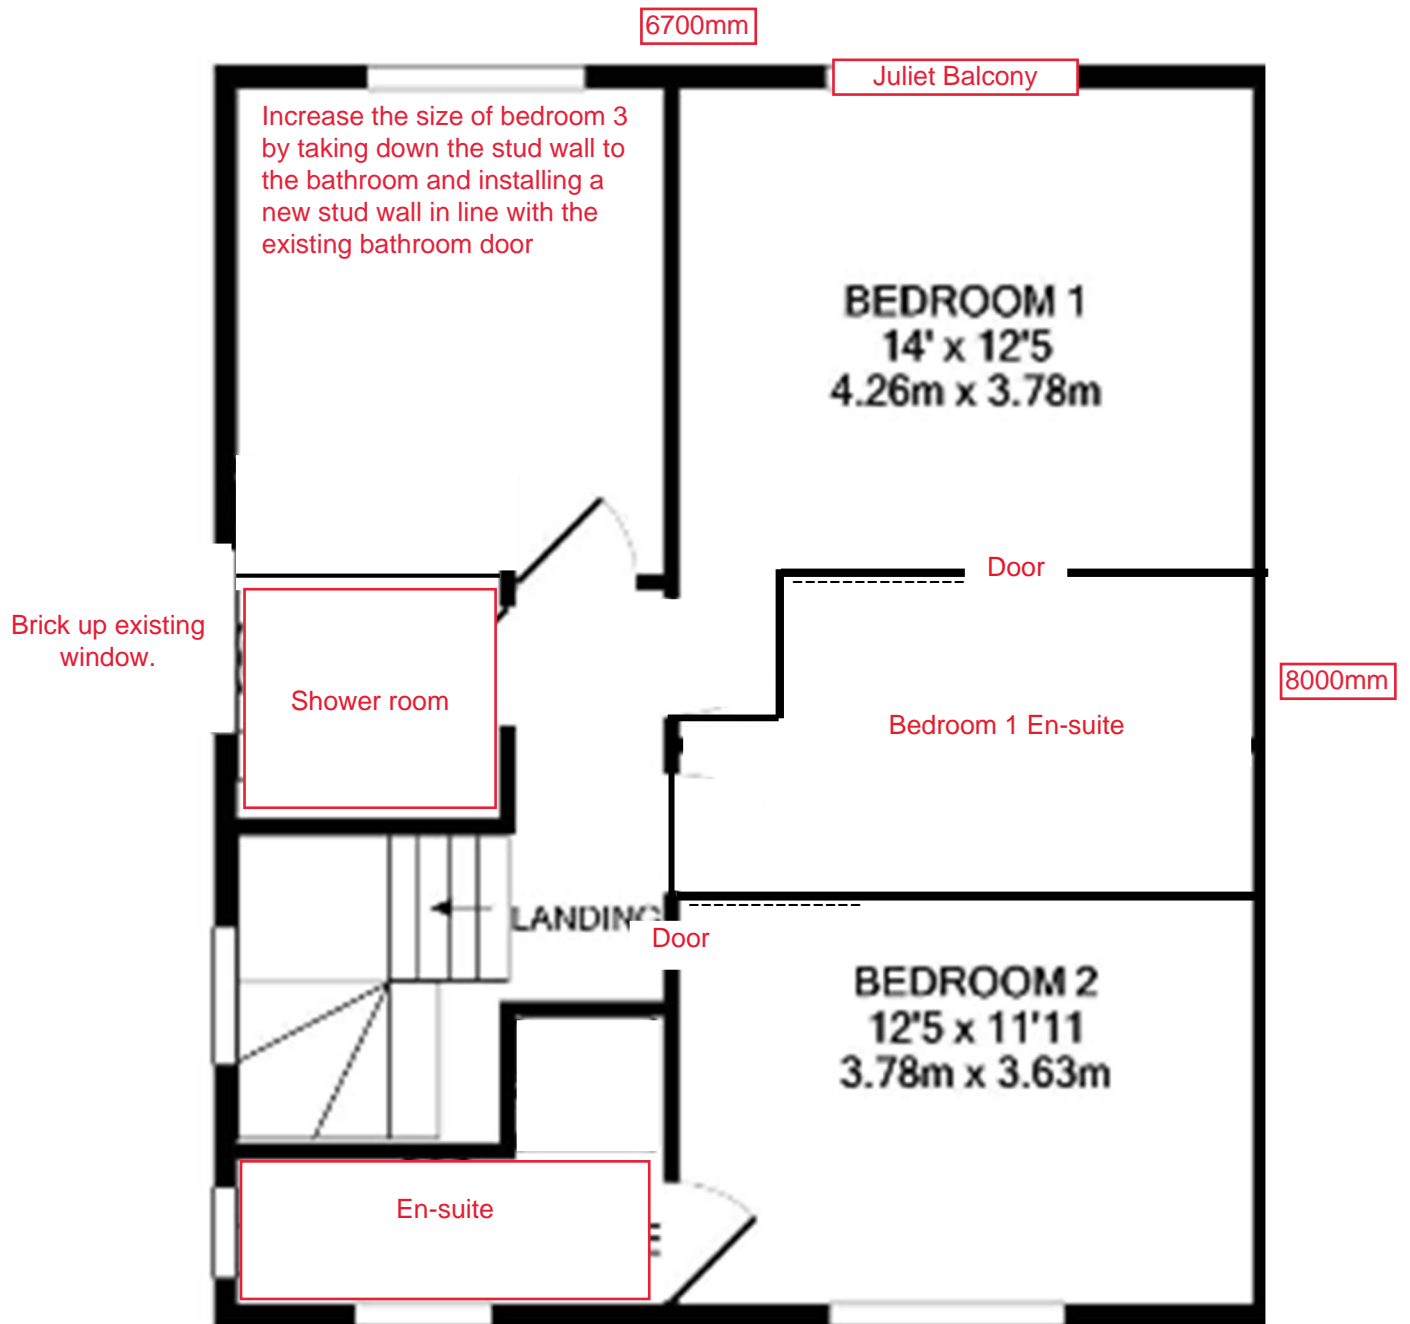 6700mm
Juliet Balcony
Increase the size of bedroom 3
by taking down the stud wall to
the bathroom and installing a
new stud wall in line with the
existing bathroom door
BEDROOM 1
14' x 12'5
4.26m x 3.78m
Door
Brick up existing
window.
Shower room
Bedroom 1 En-suite
8000mm
LANDING
Door
BEDROOM 2
12'5 x 11'11
3.78m x 3.63m
En-suite